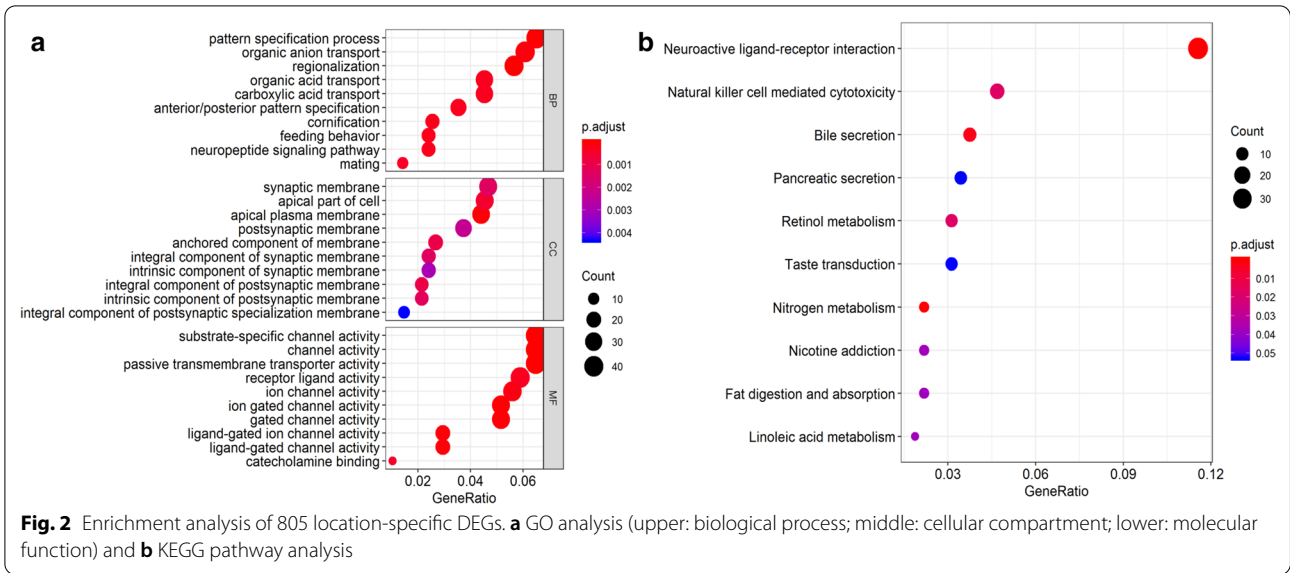 a
pattern specification process
organic anion transport
regionalization
organic acid transport
carboxylic acid transport
anterior/posterior pattern specification
cornification
feeding behavior
neuropeptide signaling pathway
mating
BP
synaptic membrane
apical part of cell
apical plasma membrane
postsynaptic membrane
anchored component of membrane
integral component of synaptic membrane
intrinsic component of synaptic membrane
integral component of postsynaptic membrane
intrinsic component of postsynaptic membrane
integral component of postsynaptic specialization membrane
CC
substrate-specific channel activity
channel activity
passive transmembrane transporter activity
receptor ligand activity
ion channel activity
ion gated channel activity
gated channel activity
ligand-gated ion channel activity
ligand-gated channel activity
catecholamine binding
MF
0.02 0.04 0.06
GeneRatio
p.adjust
0.001
0.002
0.003
0.004
Count
10
20
30
40
b
Neuroactive ligand-receptor interaction
Natural killer cell mediated cytotoxicity
Bile secretion
Pancreatic secretion
Retinol metabolism
Taste transduction
Nitrogen metabolism
Nicotine addiction
Fat digestion and absorption
Linoleic acid metabolism
0.03 0.06 0.09 0.12
GeneRatio
Count
10
20
30
p.adjust
0.01
0.02
0.03
0.04
0.05
Fig. 2 Enrichment analysis of 805 location-specific DEGs. a GO analysis (upper: biological process; middle: cellular compartment; lower: molecular
function) and b KEGG pathway analysis